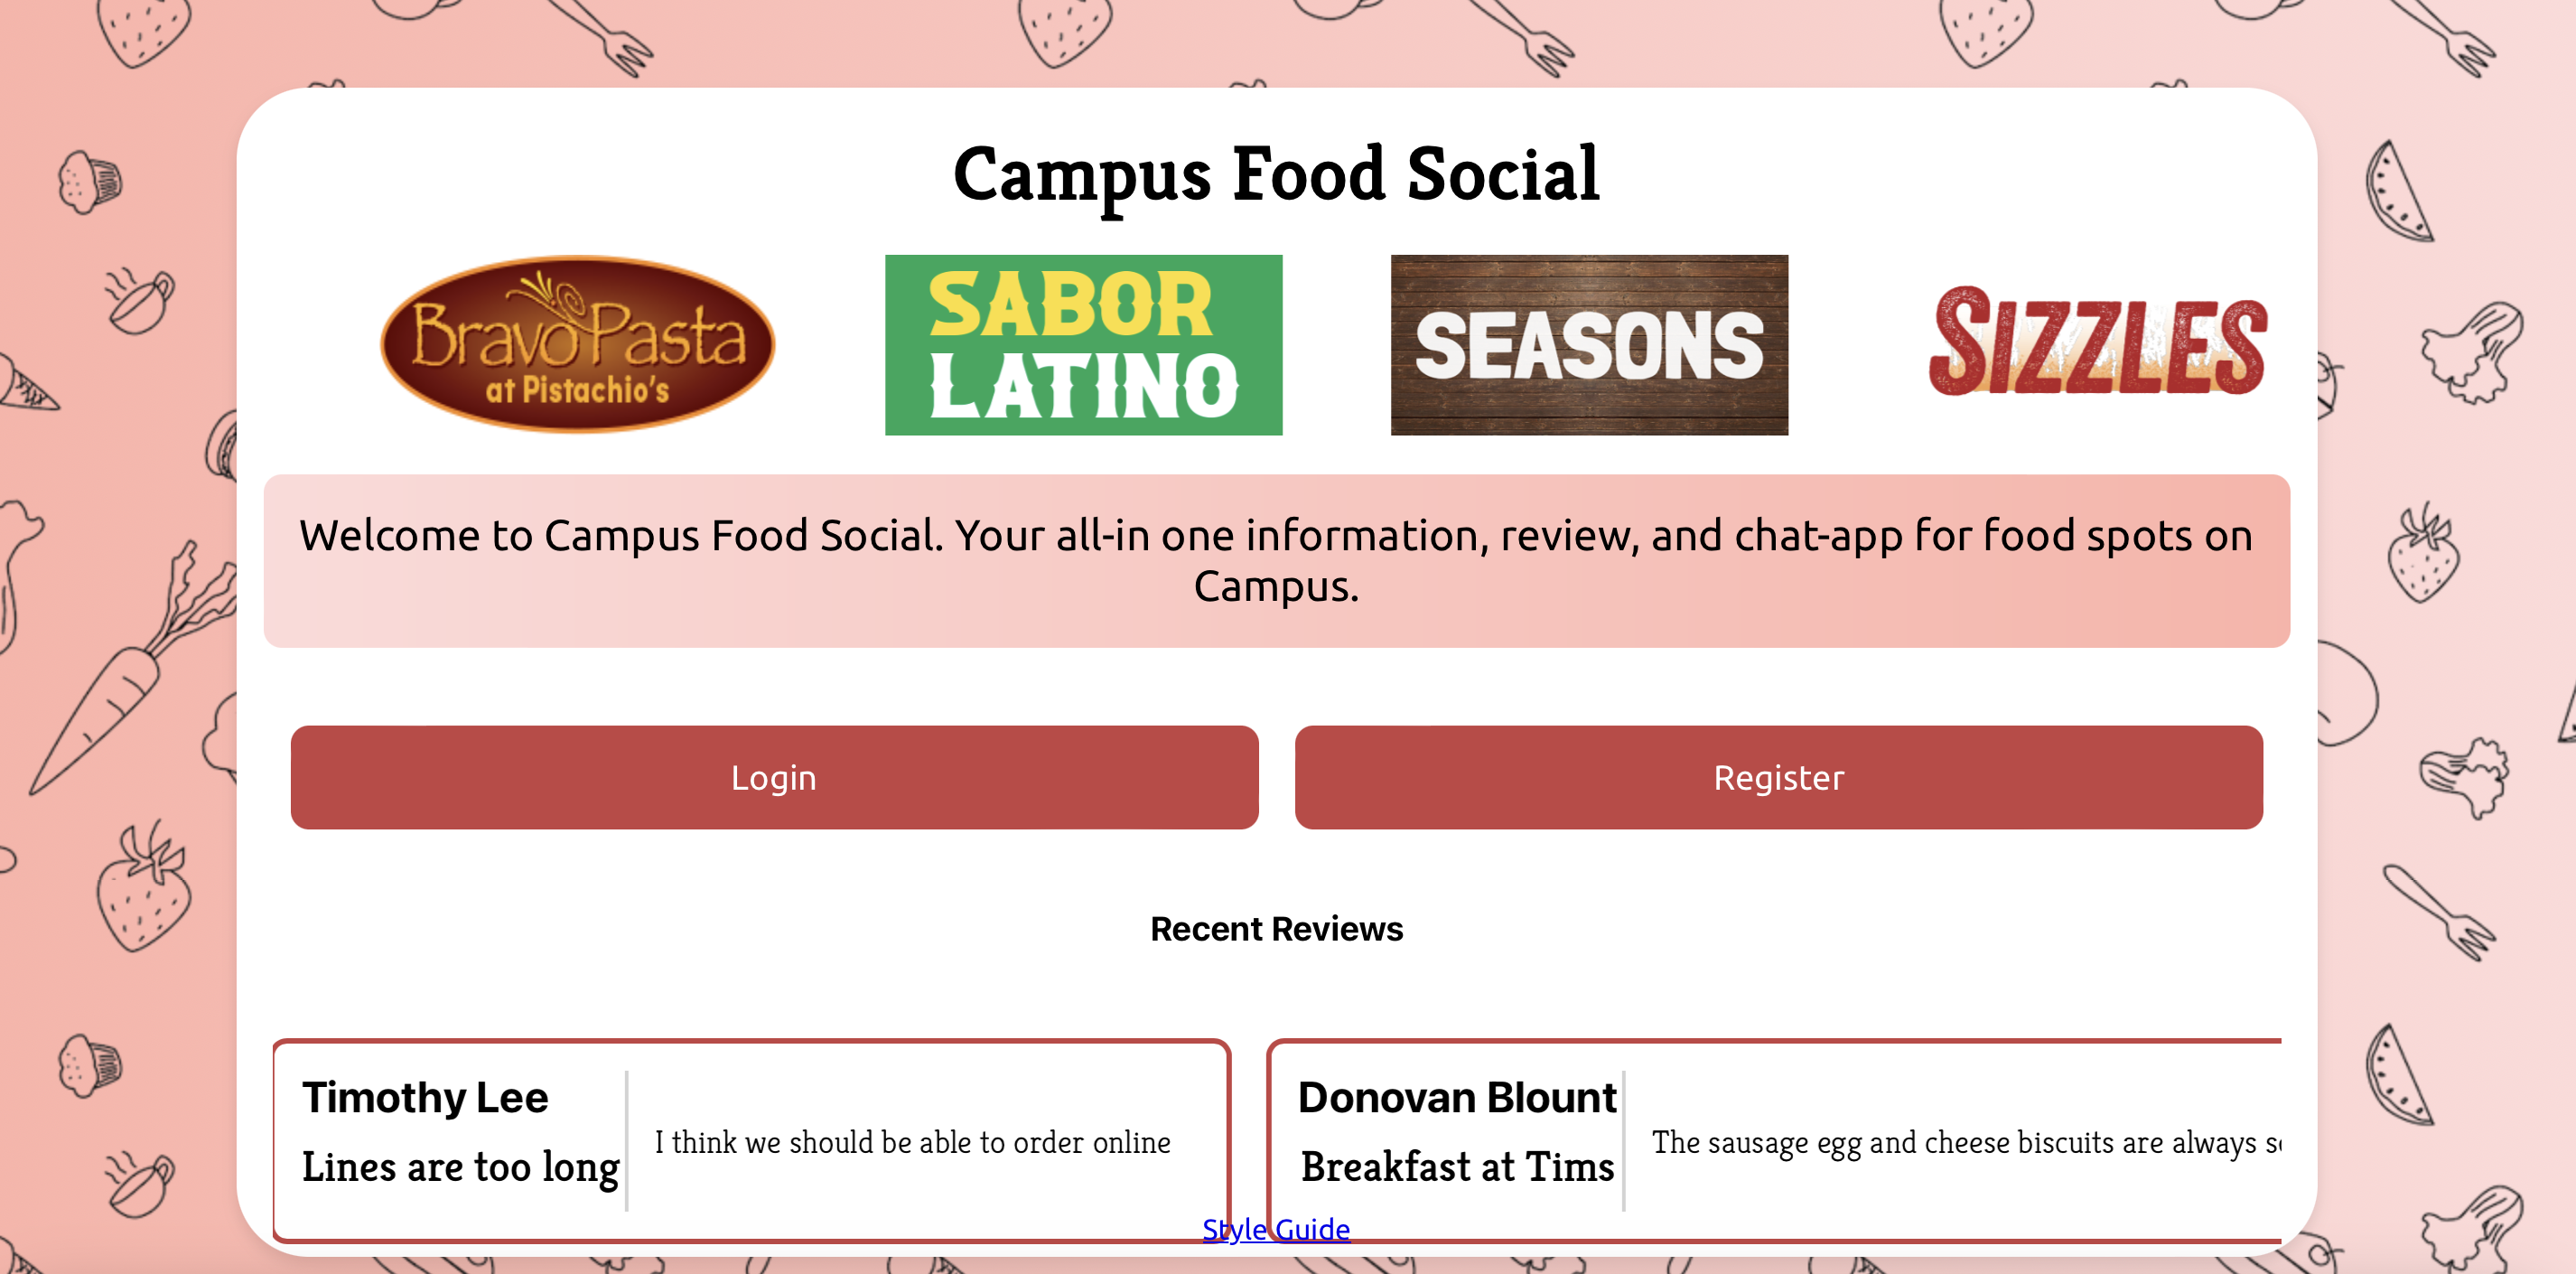 Campus Food Social
Bravo Pasta
at Pistachio's
SABOR
LATINO
SEASONS
SIZZLES
Welcome to Campus Food Social. Your all-in one information, review, and chat-app for food spots on
Campus.
Login
Register
Recent Reviews
Timothy Lee
Lines are too long
I think we should be able to order online
Donovan Blount
Breakfast at Tims
The sausage egg and cheese biscuits are always
Style Guide